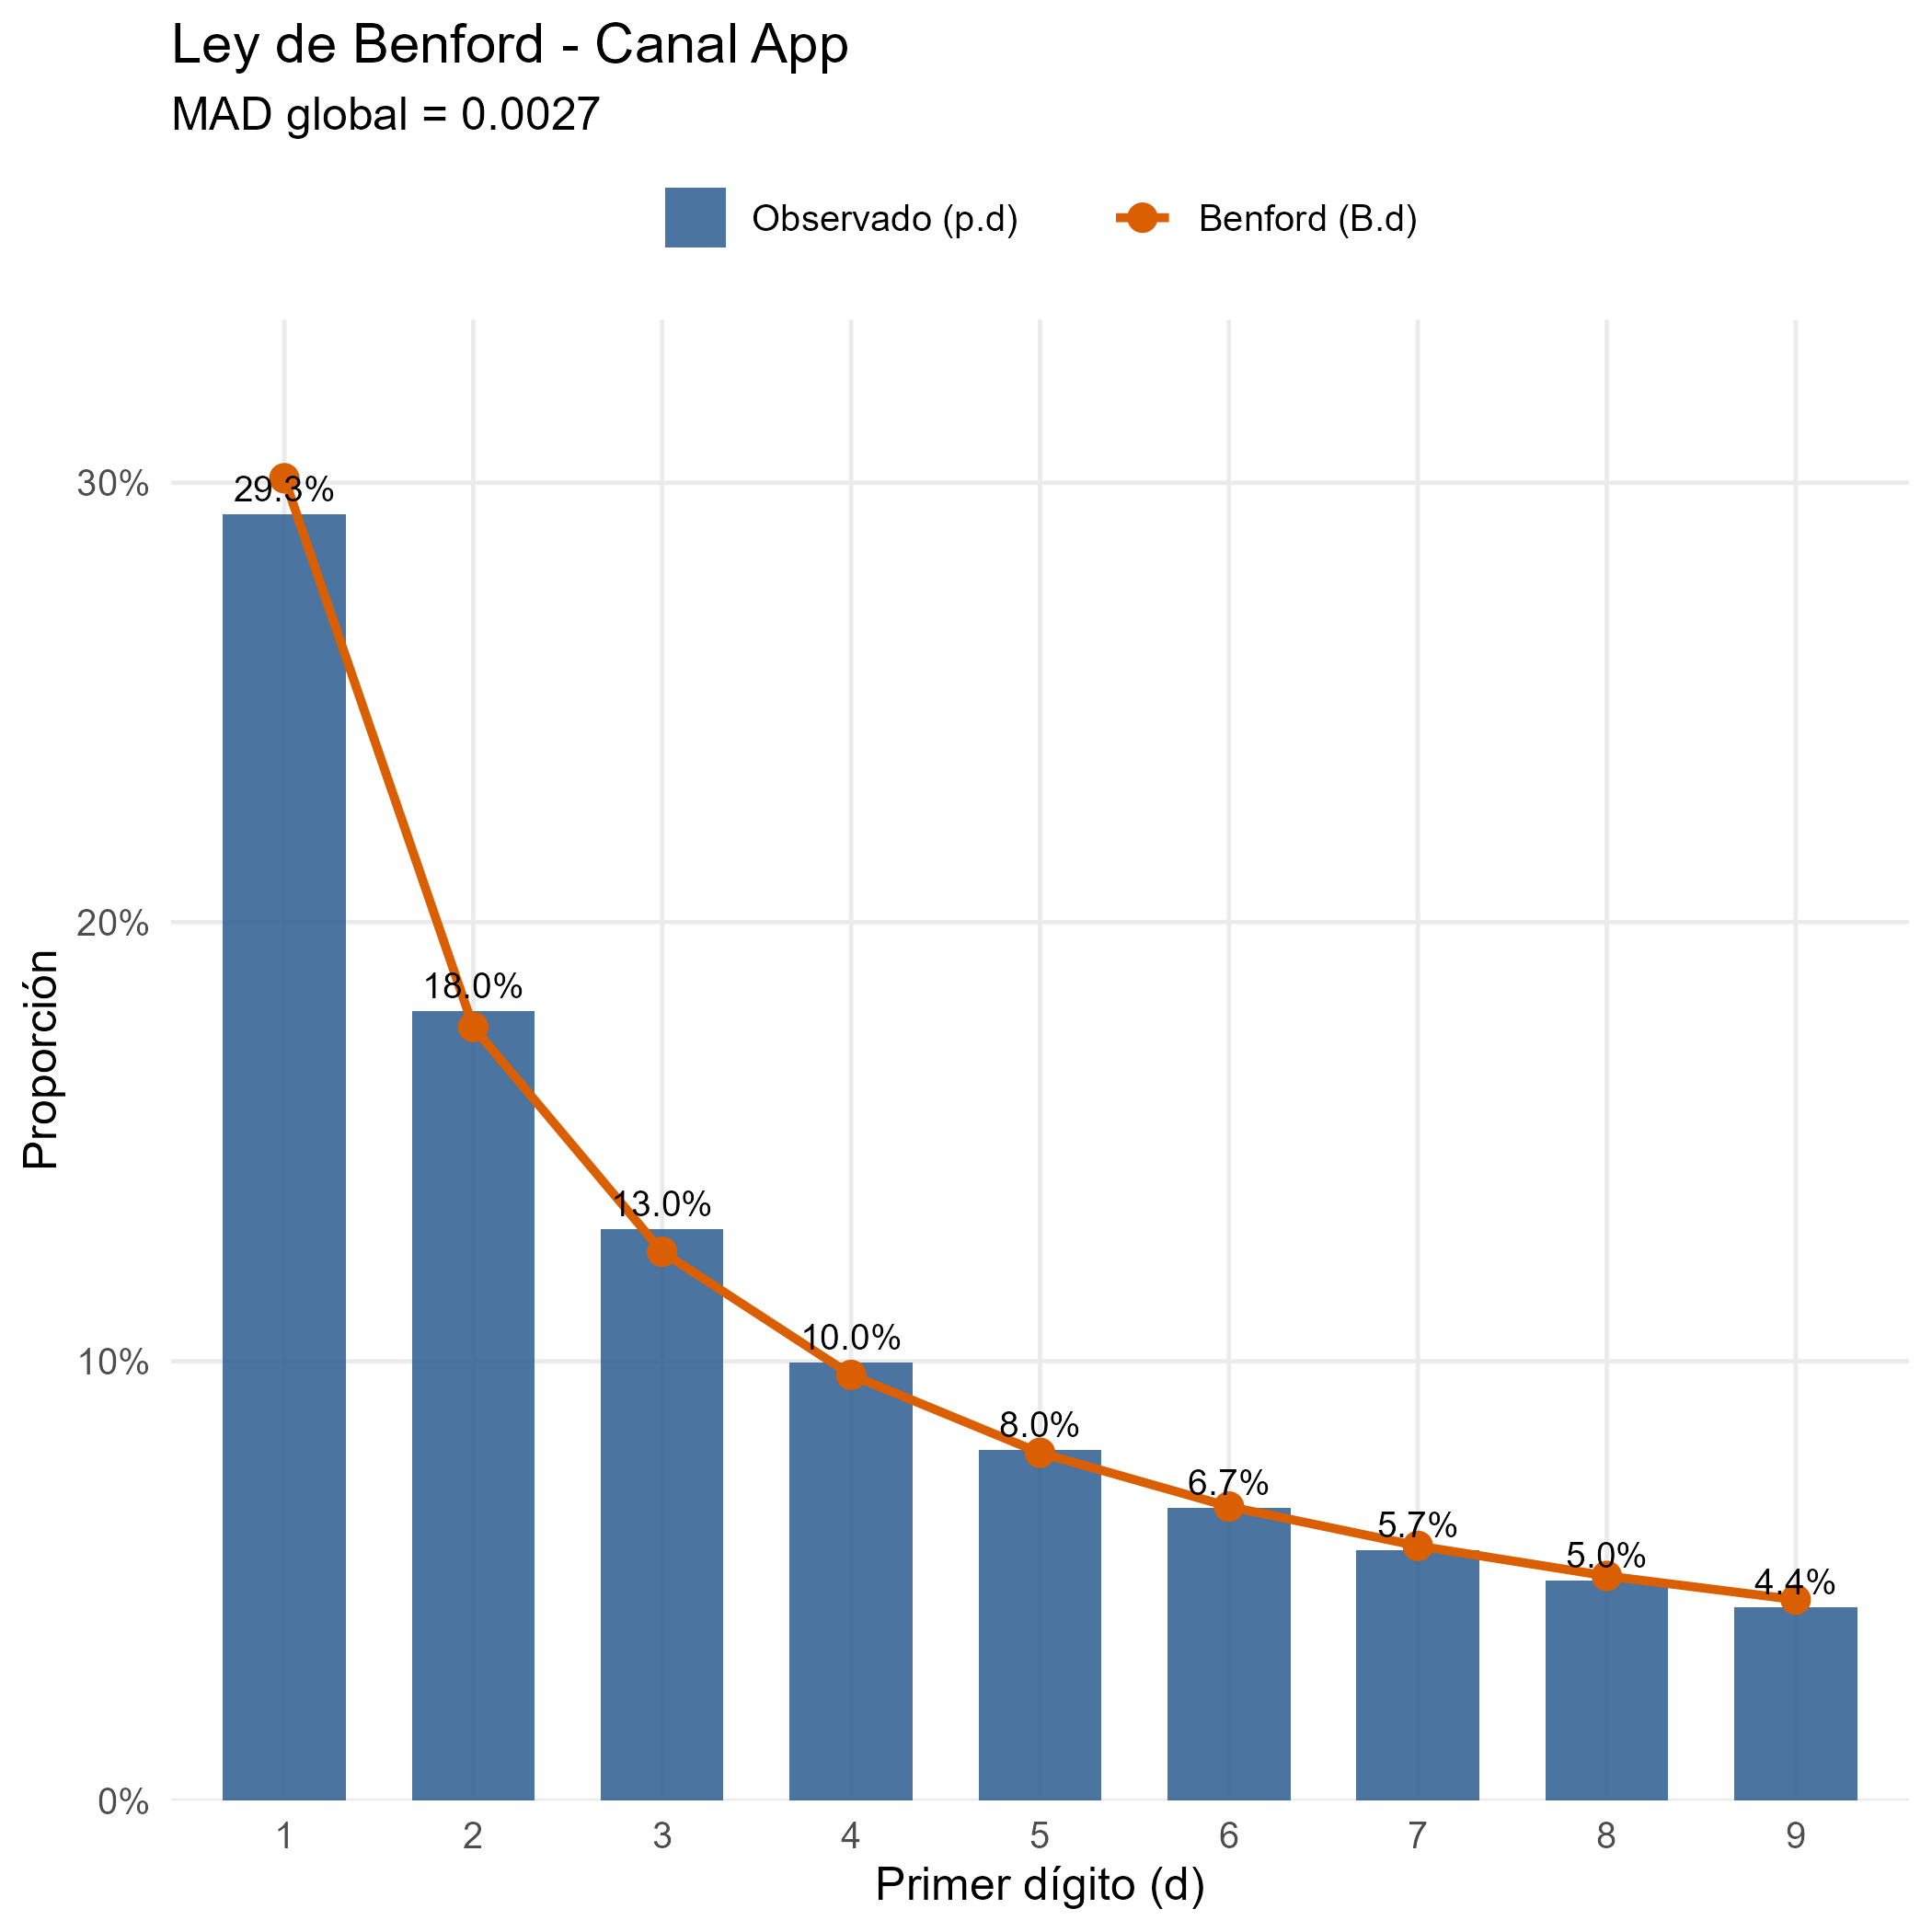 Ley de Benford - Canal App
MAD global = 0.0027
Observado (p.d)
Benford (B.d)
Proporción
30%
20%
10%
0%
29.3%
18.0%
13.0%
10.0%
8.0%
6.7%
5.7%
5.0%
4.4%
1 2 3 4 5 6 7 8 9
Primer dígito (d)